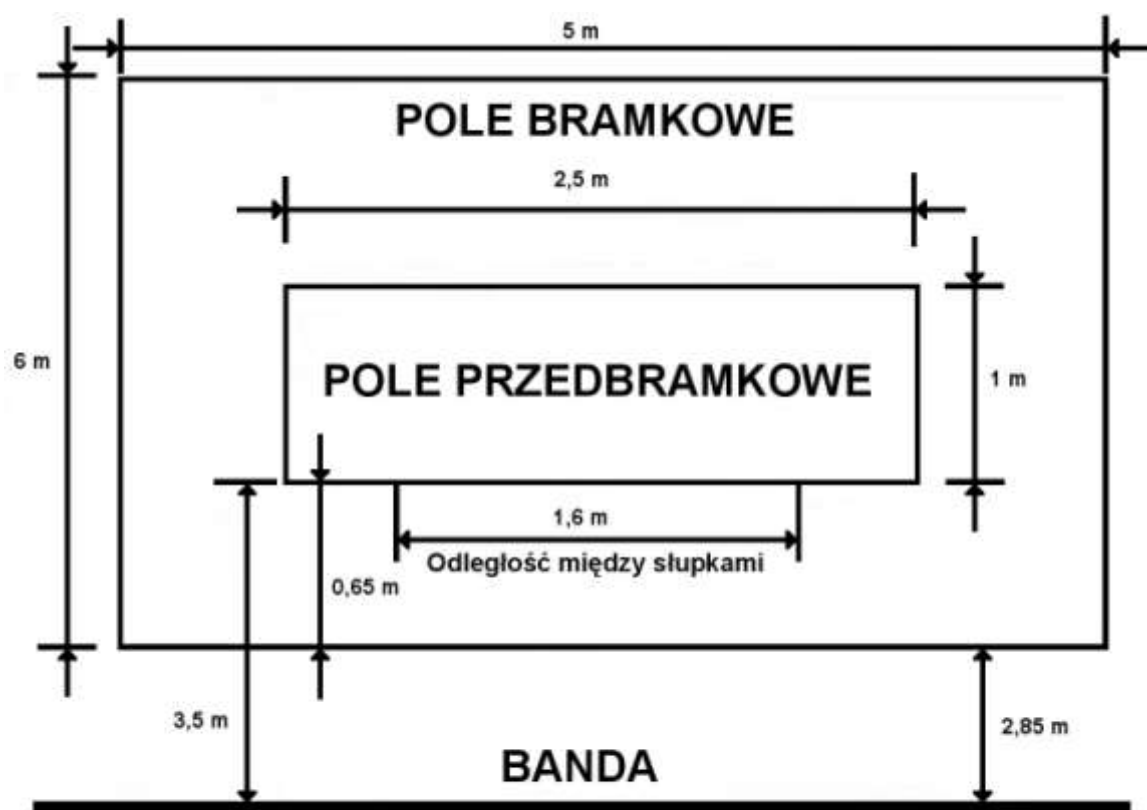 5 m
POLE BRAMKOWE
2,5 m
6 m
POLE PRZEDBRAMKOWE
1 m
1,6 m
Odległość między słupkami
0,65 m
3,5 m
2,85 m
BANDA